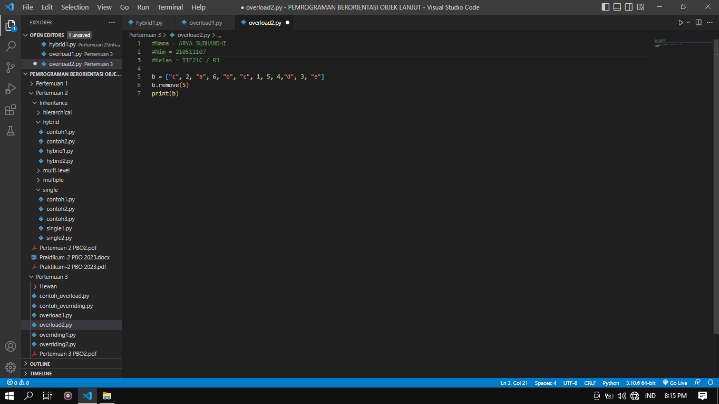 File Edit Selection View Go Run Terminal Help
overload2.py - PEMROGRAMAN BERORIENTASI OBJEK LANJUT - Visual Studio Code
EXPLORER
hybrid1.py
overload1.py
overload2.py
OPEN EDITORS 1 unsaved
hybrid1.py Pertemuan 2\Inh...
overload1.py Pertemuan 3
overload2.py Pertemuan 3
PEMROGRAMAN BERORIENTASI OBJE...
Pertemuan 1
Pertemuan 2
Inheritance
hierarchical
hybrid
contoh1.py
contoh2.py
hybrid1.py
hybrid2.py
multi-level
multiple
single
contoh1.py
contoh2.py
contoh3.py
single1.py
single2.py
Pertemuan 2 PBO2.pdf
Praktikum-2 PBO 2023.docx
Praktikum-2 PBO 2023.pdf
Pertemuan 3
Hewan
contoh_overload.py
contoh_overriding.py
overload1.py
overload2.py
overriding1.py
overriding2.py
Pertemuan 3 PBO2.pdf
OUTLINE
TIMELINE
Pertemuan 3 > overload2.py > ...
1 #Nama = ARYA SUBHANDHI
2 #Nim = 210511107
3 #Kelas = TIF21C / R3
4
5 b = ["c", 2, "a", 6, "b", "c", 1, 5, 4,"d", 3, "e"]
6 b.remove(5)
7 print(b)
0 0
Ln 3, Col 21 Spaces: 4 UTF-8 CRLF Python 3.10.6 64-bit Go Live
IND 8:15 PM